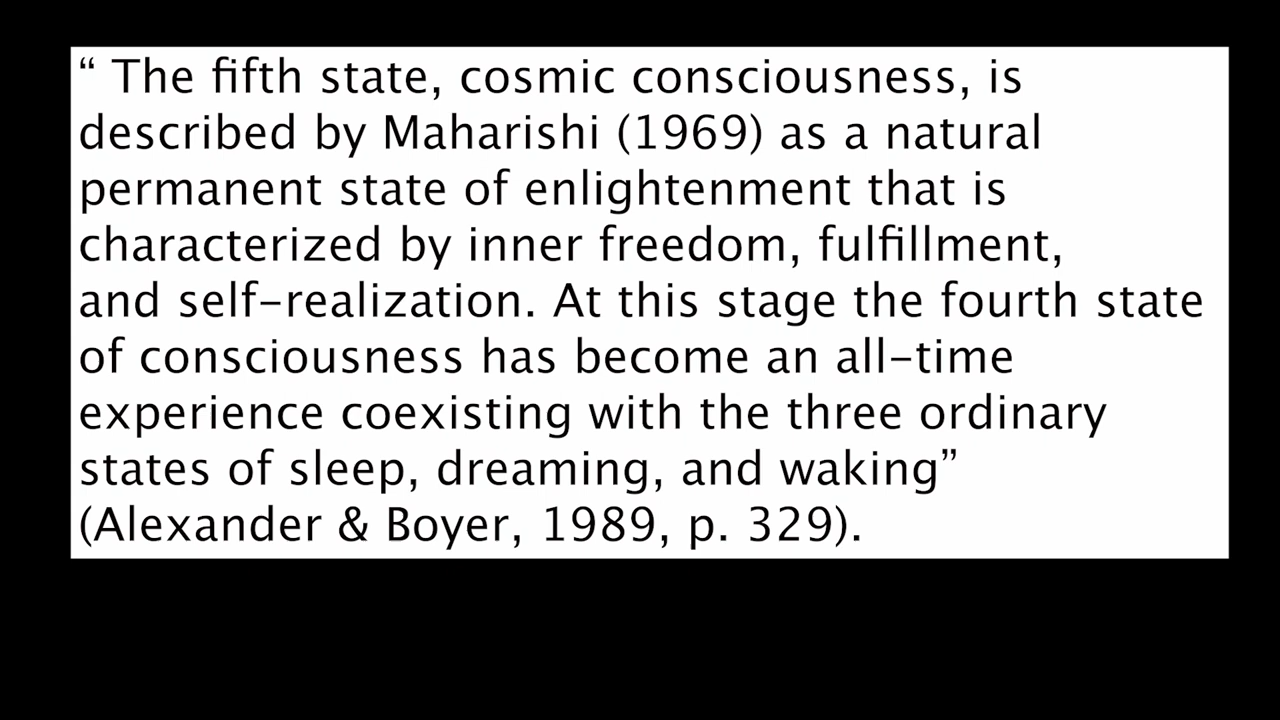 “ The fifth state, cosmic consciousness, is
described by Maharishi (1969) as a natural
permanent state of enlightenment that is
characterized by inner freedom, fulfillment,
and self–realization. At this stage the fourth state
of consciousness has become an all–time
experience coexisting with the three ordinary
states of sleep, dreaming, and waking”
(Alexander & Boyer, 1989, p. 329).